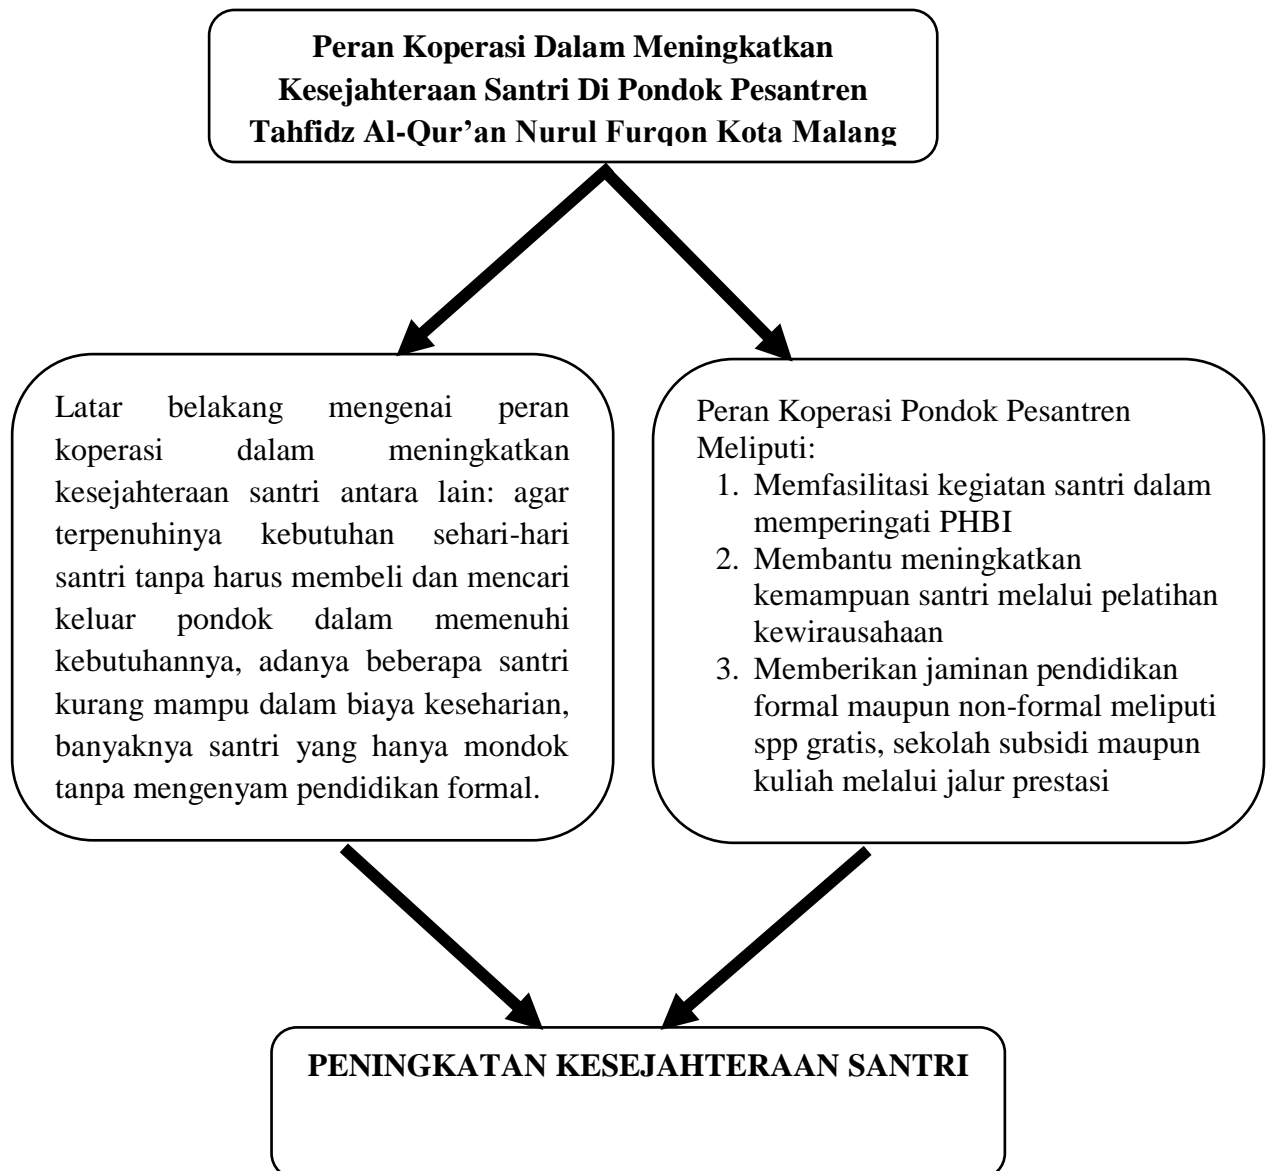 Peran Koperasi Dalam Meningkatkan
Kesejahteraan Santri Di Pondok Pesantren
Tahfidz Al-Qur’an Nurul Furqon Kota Malang
Latar belakang mengenai peran
koperasi dalam meningkatkan
kesejahteraan santri antara lain: agar
terpenuhinya kebutuhan sehari-hari
santri tanpa harus membeli dan mencari
keluar pondok dalam memenuhi
kebutuhannya, adanya beberapa santri
kurang mampu dalam biaya keseharian,
banyaknya santri yang hanya mondok
tanpa mengenyam pendidikan formal.
Peran Koperasi Pondok Pesantren
Meliputi:
1. Memfasilitasi kegiatan santri dalam
memperingati PHBI
2. Membantu meningkatkan
kemampuan santri melalui pelatihan
kewirausahaan
3. Memberikan jaminan pendidikan
formal maupun non-formal meliputi
spp gratis, sekolah subsidi maupun
kuliah melalui jalur prestasi
PENINGKATAN KESEJAHTERAAN SANTRI